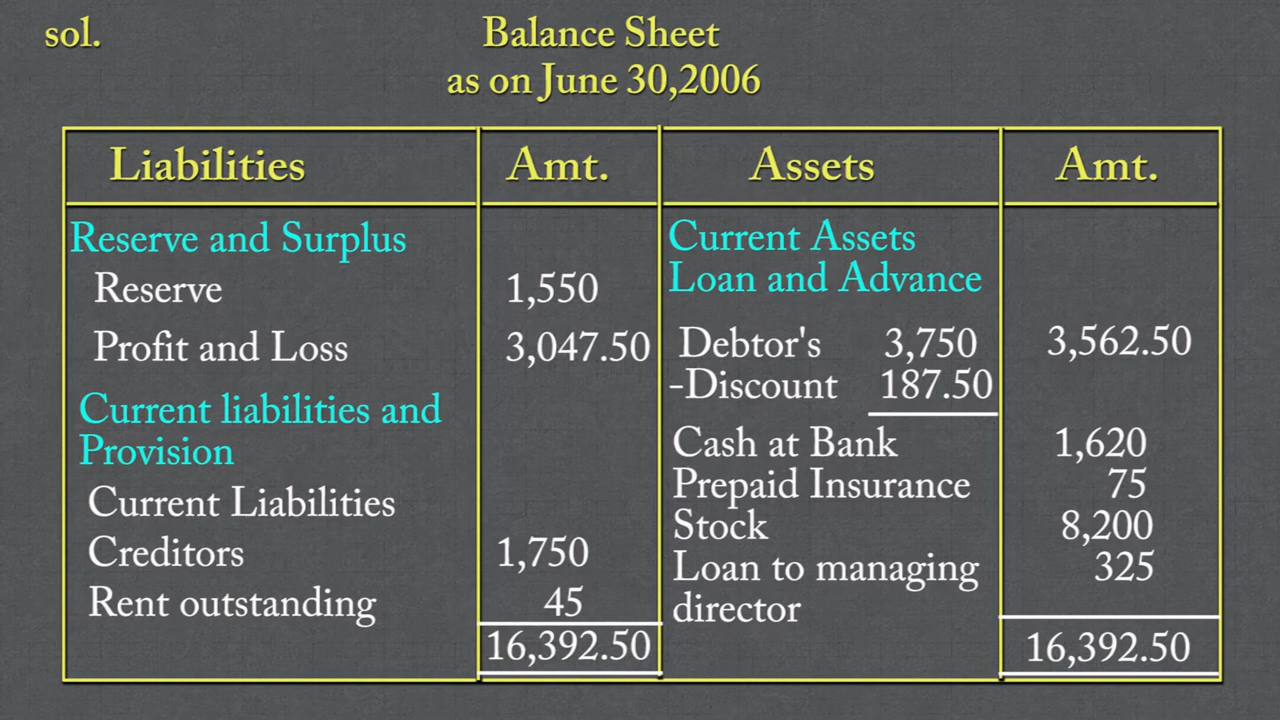 sol.
Balance Sheet
as on June 30,2006
Liabilities Amt. Assets Amt.
Reserve and Surplus
Reserve 1,550
Profit and Loss 3,047.50
Current liabilities and
Provision
Current Liabilities
Creditors 1,750
Rent outstanding 45
16,392.50
Current Assets
Loan and Advance
Debtor's 3,750 3,562.50
-Discount 187.50
Cash at Bank 1,620
Prepaid Insurance 75
Stock 8,200
Loan to managing 325
director
16,392.50